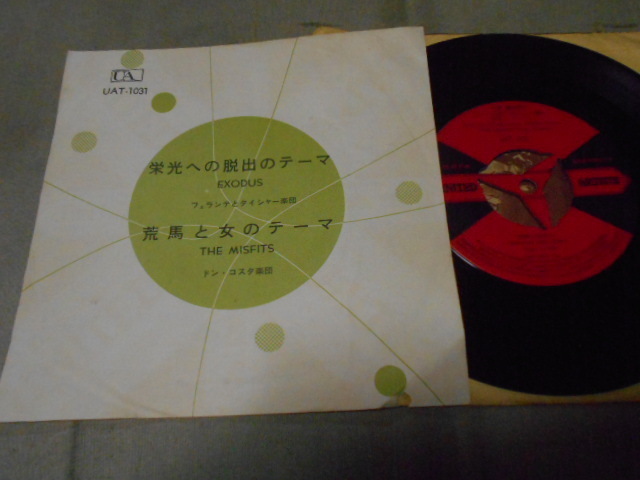 UA
UAT-1031
栄光への脱出のテーマ
EXODUS
フェランテとタイシャー楽団
荒馬と女のテーマ
THE MISFITS
ドン・コスタ楽団
UNITED